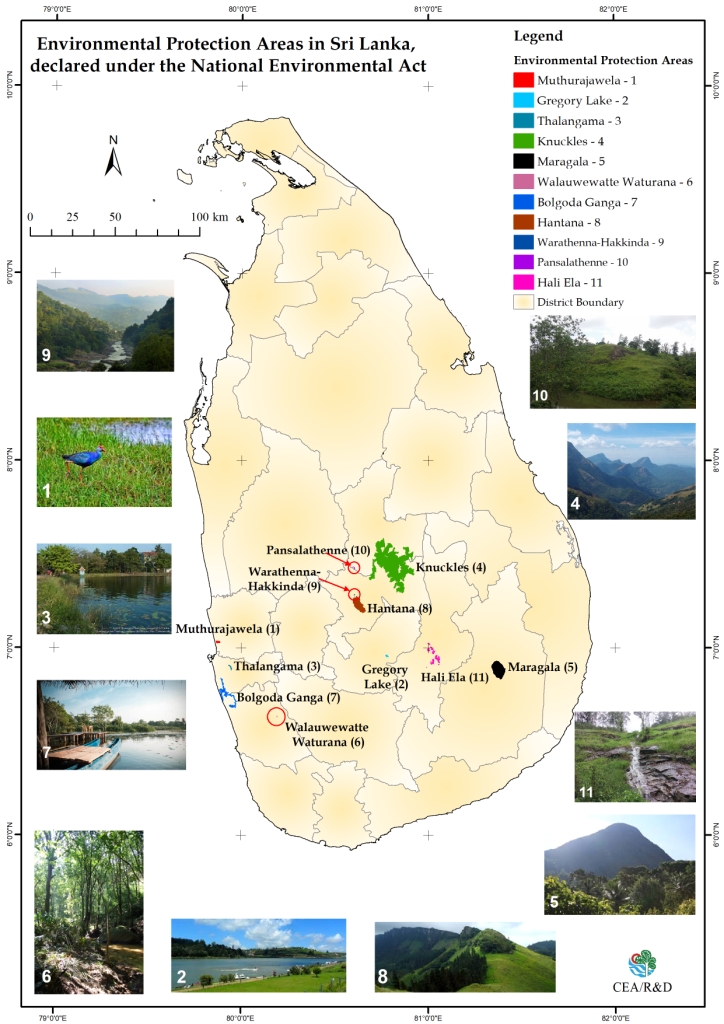 79°0'0"E 80°0'0"E 81°0'0"E 82°0'0"E
Environmental Protection Areas in Sri Lanka,
declared under the National Environmental Act
Legend
Environmental Protection Areas
Muthurajawela - 1
Gregory Lake - 2
Thalangama - 3
Knuckles - 4
Maragala - 5
Walauwewatte Waturana - 6
Bolgoda Ganga - 7
Hantana - 8
Warathenna-Hakkinda - 9
Pansalathenne - 10
Hali Ela - 11
District Boundary
N
0 25 50 100 km
10°0'0"N
10°0'0"N
9°0'0"N
9°0'0"N
8°0'0"N
8°0'0"N
7°0'0"N
7°0'0"N
6°0'0"N
6°0'0"N
9
10
1
4
3
Pansalathenne (10)
Warathenna-
Hakkinda (9)
Knuckles (4)
Hantana (8)
Muthurajawela (1)
Thalangama (3)
Gregory
Lake (2)
Hali Ela (11)
Maragala (5)
Bolgoda Ganga (7)
Walauwewatte
Waturana (6)
7
11
5
6
2
8
CEA/R&D
79°0'0"E 80°0'0"E 81°0'0"E 82°0'0"E